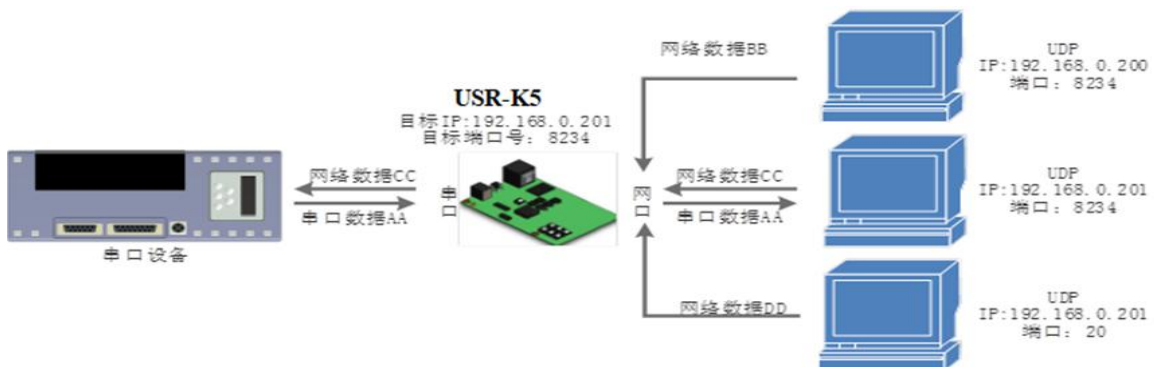 网络数据BB
UDP
IP:192.168.0.200
端口: 8234
USR-K5
目标IP:192.168.0.201
目标端口号: 8234
网络数据CC
串口数据AA
串口设备
串口
网口
网络数据CC
串口数据AA
UDP
IP:192.168.0.201
端口: 8234
网络数据DD
UDP
IP:192.168.0.201
端口: 20